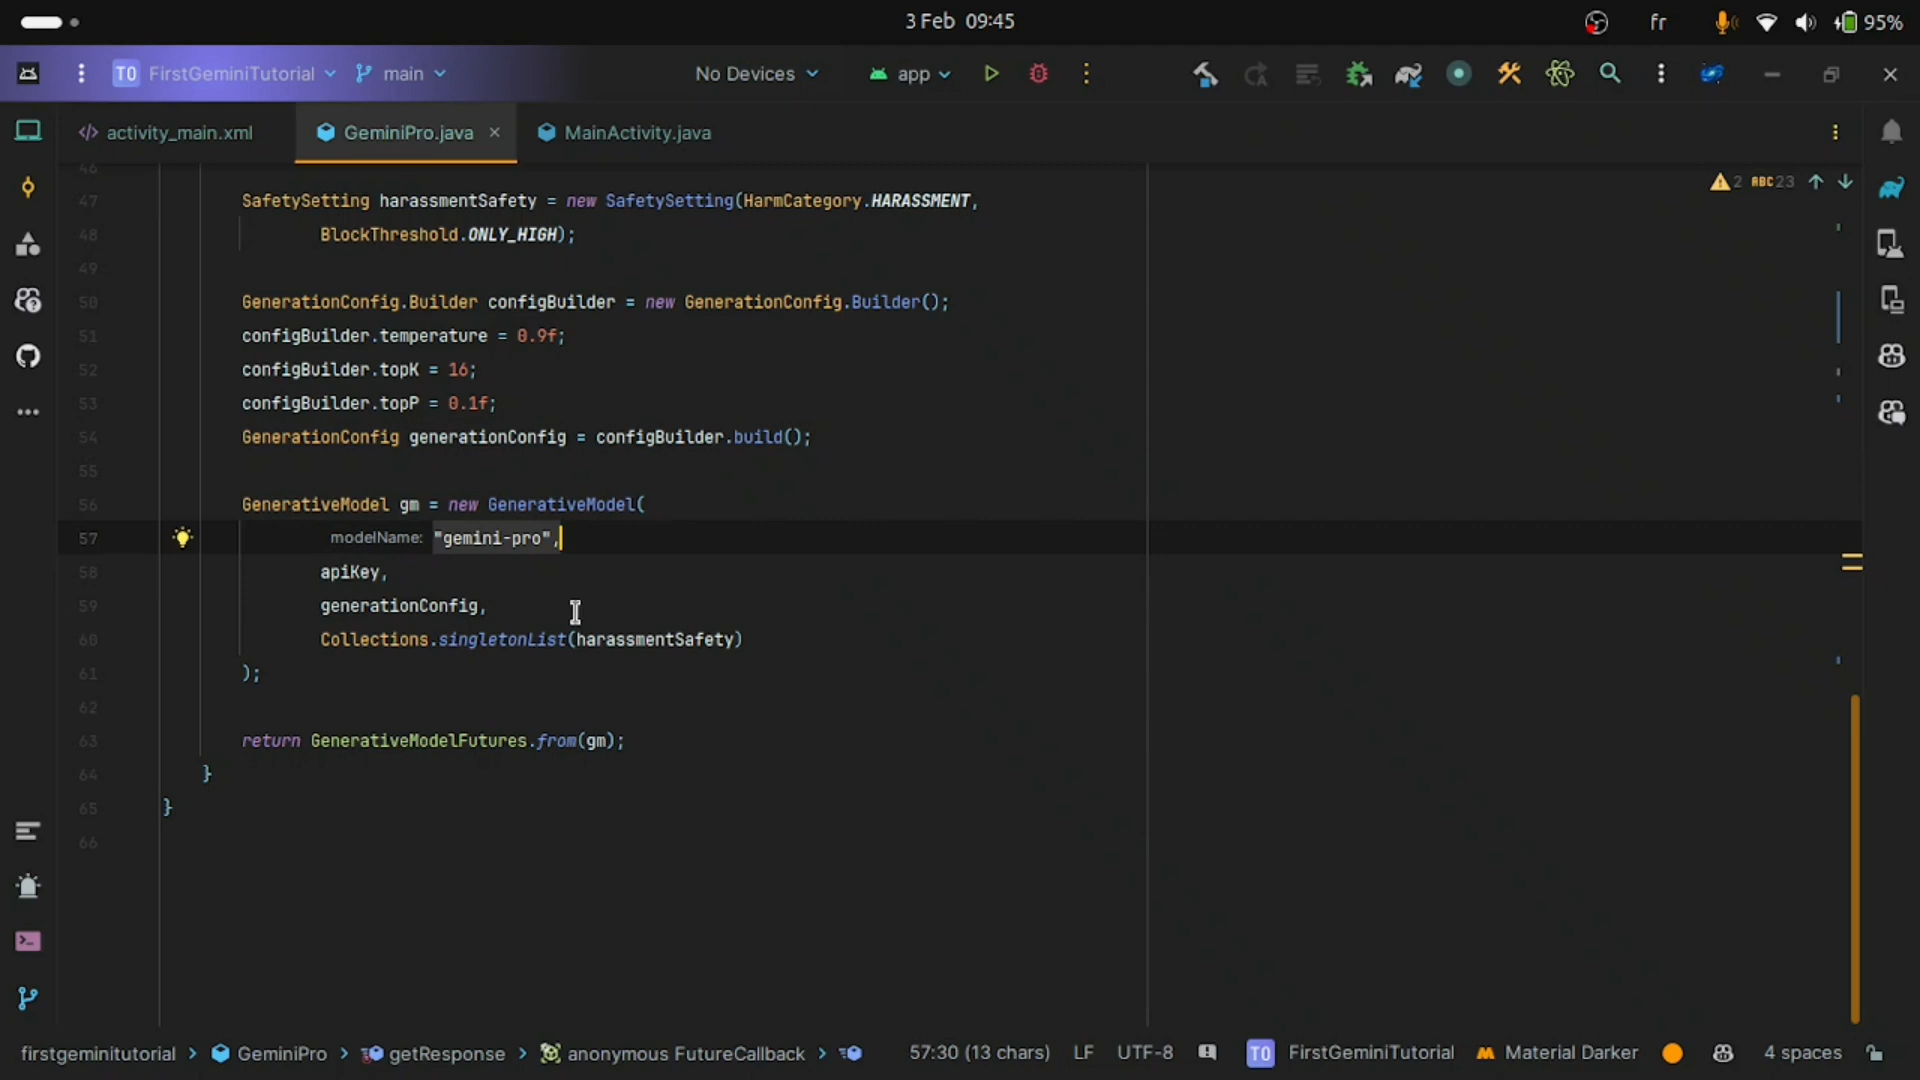 3 Feb 09:45
fr
95%
T0 FirstGeminiTutorial
main
No Devices
app
activity_main.xml
GeminiPro.java
MainActivity.java
46
2 ABC 23
47 SafetySetting harassmentSafety = new SafetySetting(HarmCategory.HARASSMENT,
48 BlockThreshold.ONLY_HIGH);
49
50 GenerationConfig.Builder configBuilder = new GenerationConfig.Builder();
51 configBuilder.temperature = 0.9f;
52 configBuilder.topK = 16;
53 configBuilder.topP = 0.1f;
54 GenerationConfig generationConfig = configBuilder.build();
55
56 GenerativeModel gm = new GenerativeModel(
57 modelName: "gemini-pro",
58 apiKey,
59 generationConfig,
60 Collections.singletonList(harassmentSafety)
61 );
62
63 return GenerativeModelFutures.from(gm);
64 }
65 }
66
firstgeminitutorial > GeminiPro > getResponse > anonymous FutureCallback >
57:30 (13 chars)
LF
UTF-8
T0 FirstGeminiTutorial
Material Darker
4 spaces